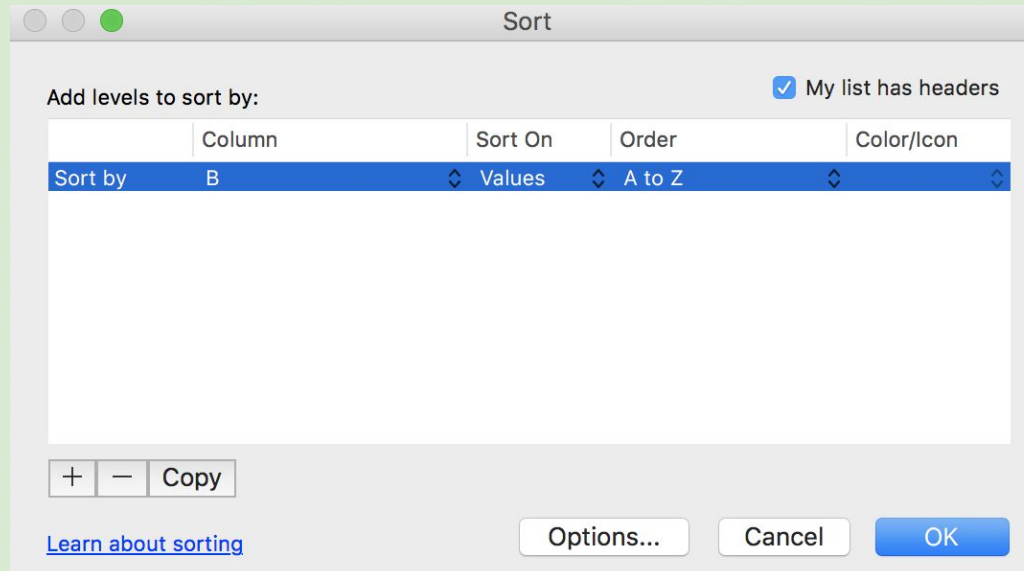 Sort
Add levels to sort by:
My list has headers
Column Sort On Order Color/Icon
Sort by B Values A to Z
+ − Copy
Learn about sorting
Options... Cancel OK